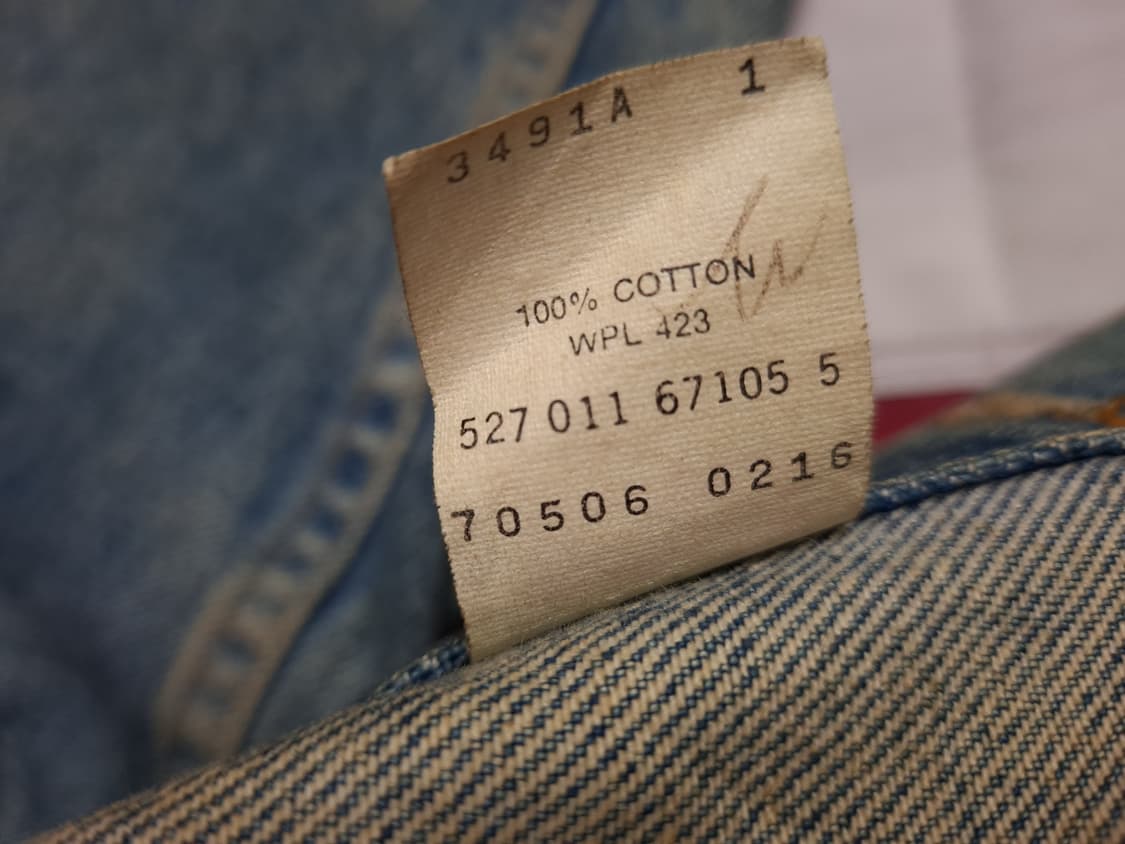 3491A 1
100% COTTON
WPL 423
527 011 67105 5
70506 0216